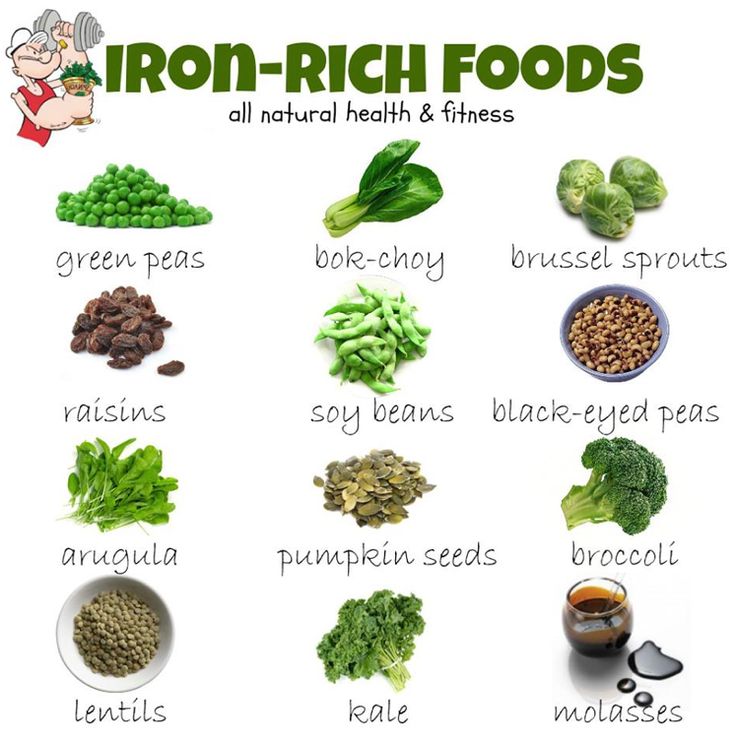 IRON-RICH FOODS
all natural health & fitness
green peas
bok-choy
brussel sprouts
raisins
soy beans
black-eyed peas
arugula
pumpkin seeds
broccoli
lentils
kale
molasses